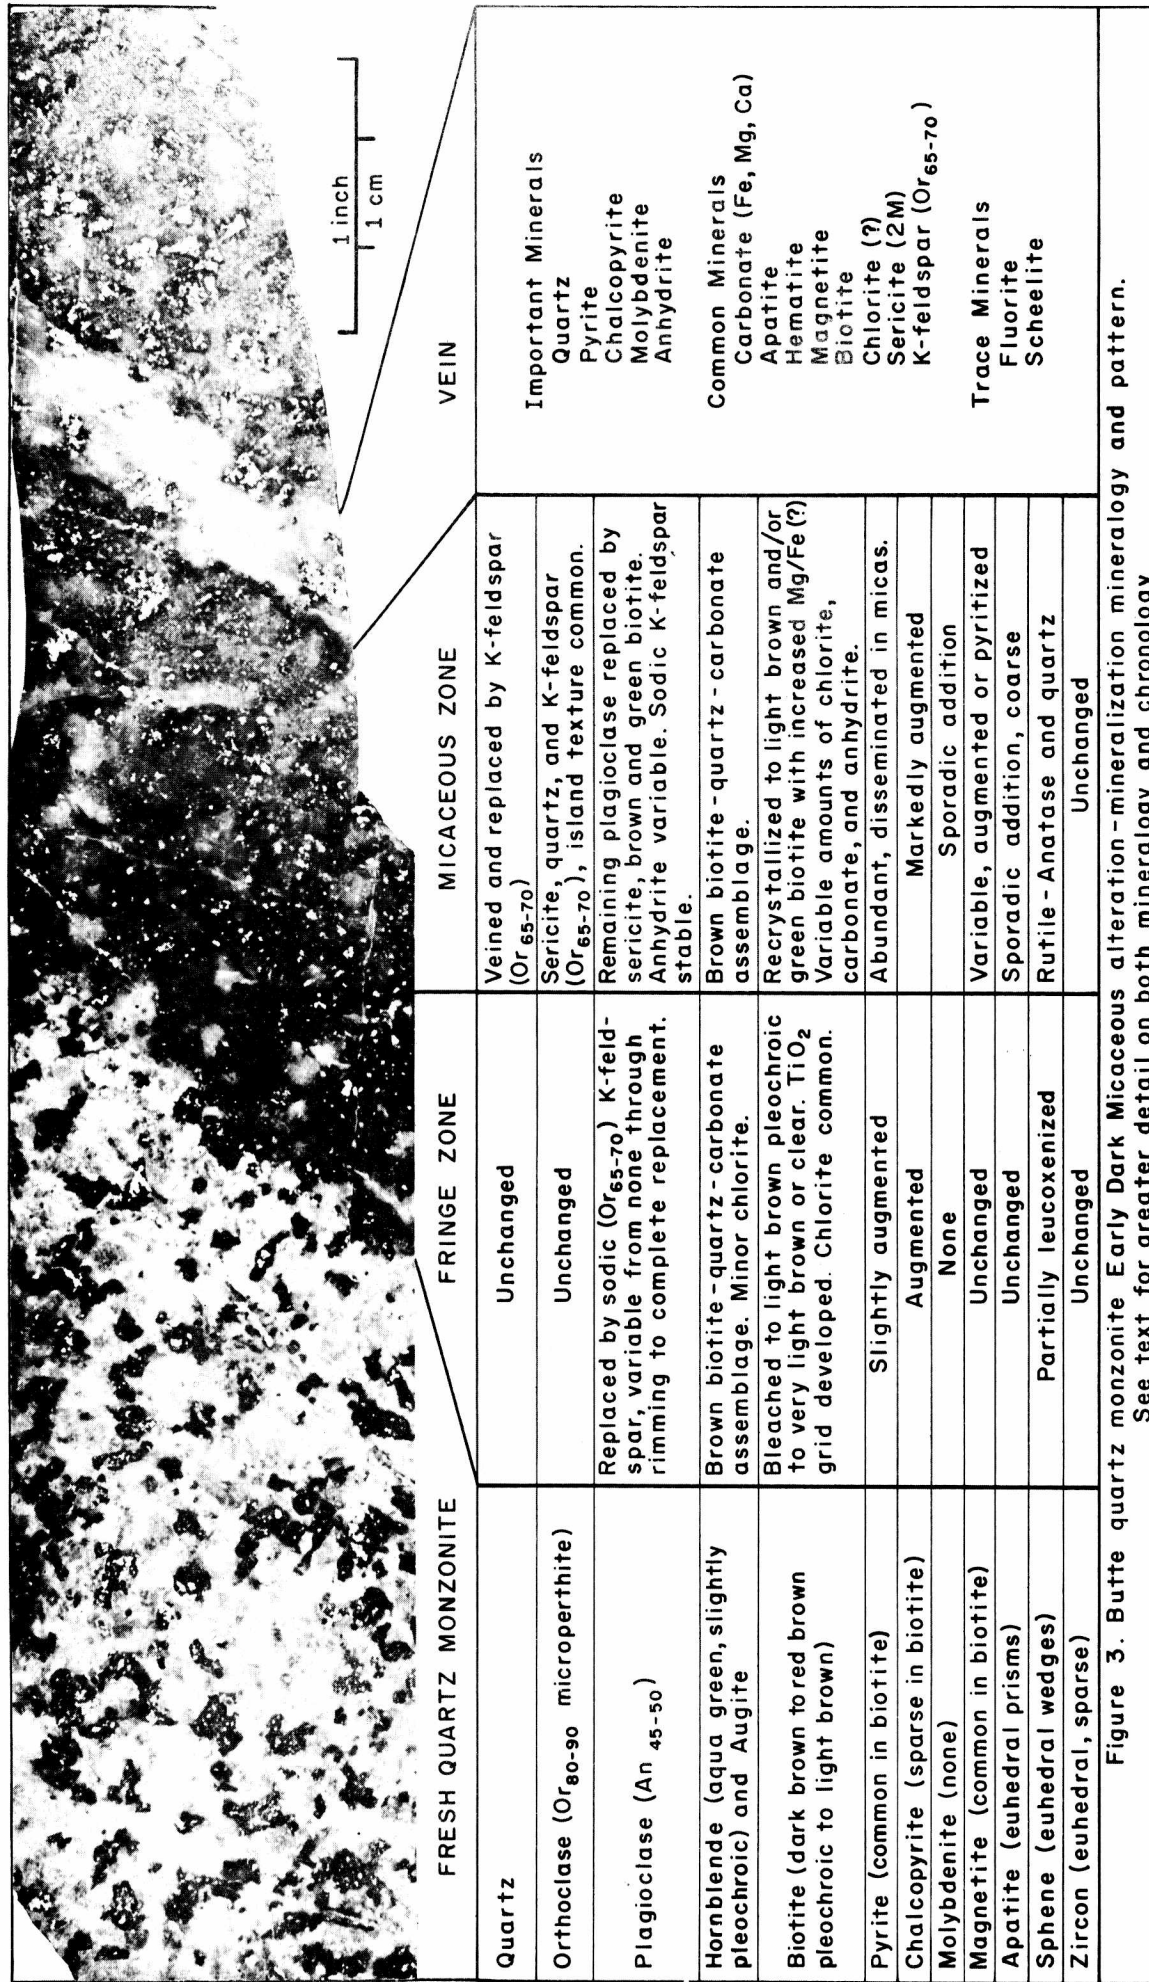 1 inch
1 cm
FRESH QUARTZ MONZONITE
FRINGE ZONE
MICACEOUS ZONE
VEIN
Quartz
Unchanged
Veined and replaced by K-feldspar
(Or65-70)
Orthoclase (Or80-90 microperthite)
Unchanged
Sericite, quartz, and K-feldspar
(Or65-70), island texture common.
Plagioclase (An 45-50)
Replaced by sodic (Or65-70) K-feld-
spar, variable from none through
rimming to complete replacement.
Remaining plagioclase replaced by
sericite, brown and green biotite.
Anhydrite variable. Sodic K-feldspar
stable.
Hornblende (aqua green, slightly
pleochroic) and Augite
Brown biotite-quartz-carbonate
assemblage. Minor chlorite.
Brown biotite-quartz-carbonate
assemblage.
Biotite (dark brown to red brown
pleochroic to light brown)
Bleached to light brown pleochroic
to very light brown or clear. TiO2
grid developed. Chlorite common.
Recrystallized to light brown and/or
green biotite with increased Mg/Fe(?)
Variable amounts of chlorite,
carbonate, and anhydrite.
Pyrite (common in biotite)
Slightly augmented
Abundant, disseminated in micas.
Chalcopyrite (sparse in biotite)
Augmented
Markedly augmented
Molybdenite (none)
None
Sporadic addition
Magnetite (common in biotite)
Unchanged
Variable, augmented or pyritized
Apatite (euhedral prisms)
Unchanged
Sporadic addition, coarse
Sphene (euhedral wedges)
Partially leucoxenized
Rutile-Anatase and quartz
Zircon (euhedral, sparse)
Unchanged
Unchanged
Important Minerals
Quartz
Pyrite
Chalcopyrite
Molybdenite
Anhydrite
Common Minerals
Carbonate (Fe, Mg, Ca)
Apatite
Hematite
Magnetite
Biotite
Chlorite (?)
Sericite (2M)
K-feldspar (Or65-70)
Trace Minerals
Fluorite
Scheelite
Figure 3. Butte quartz monzonite Early Dark Micaceous alteration-mineralization mineralogy and pattern.
See text for greater detail on both mineralogy and chronology